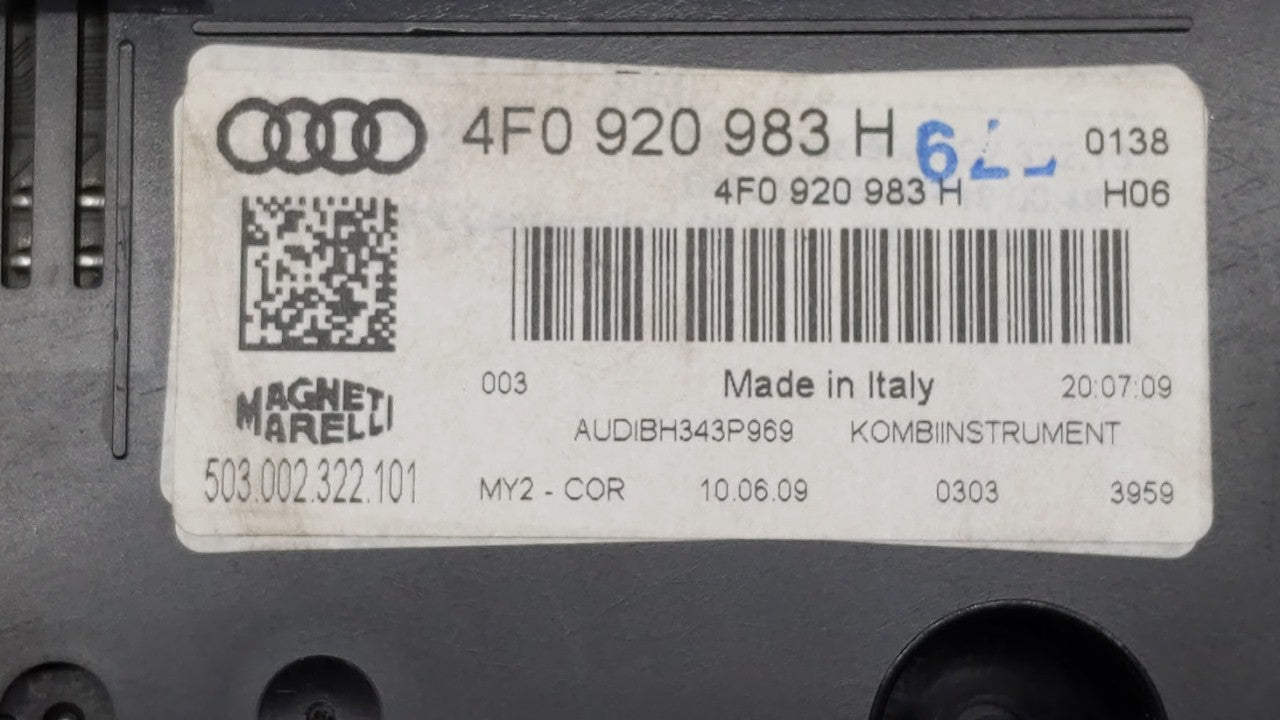 4F0 920 983 H 0138
4F0 920 983 H H06
003 Made in Italy 20:07:09
MAGNETI
MARELLI
AUDIBH343P969 KOMBIINSTRUMENT
503.002.322.101 MY2 - COR 10.06.09 0303 3959